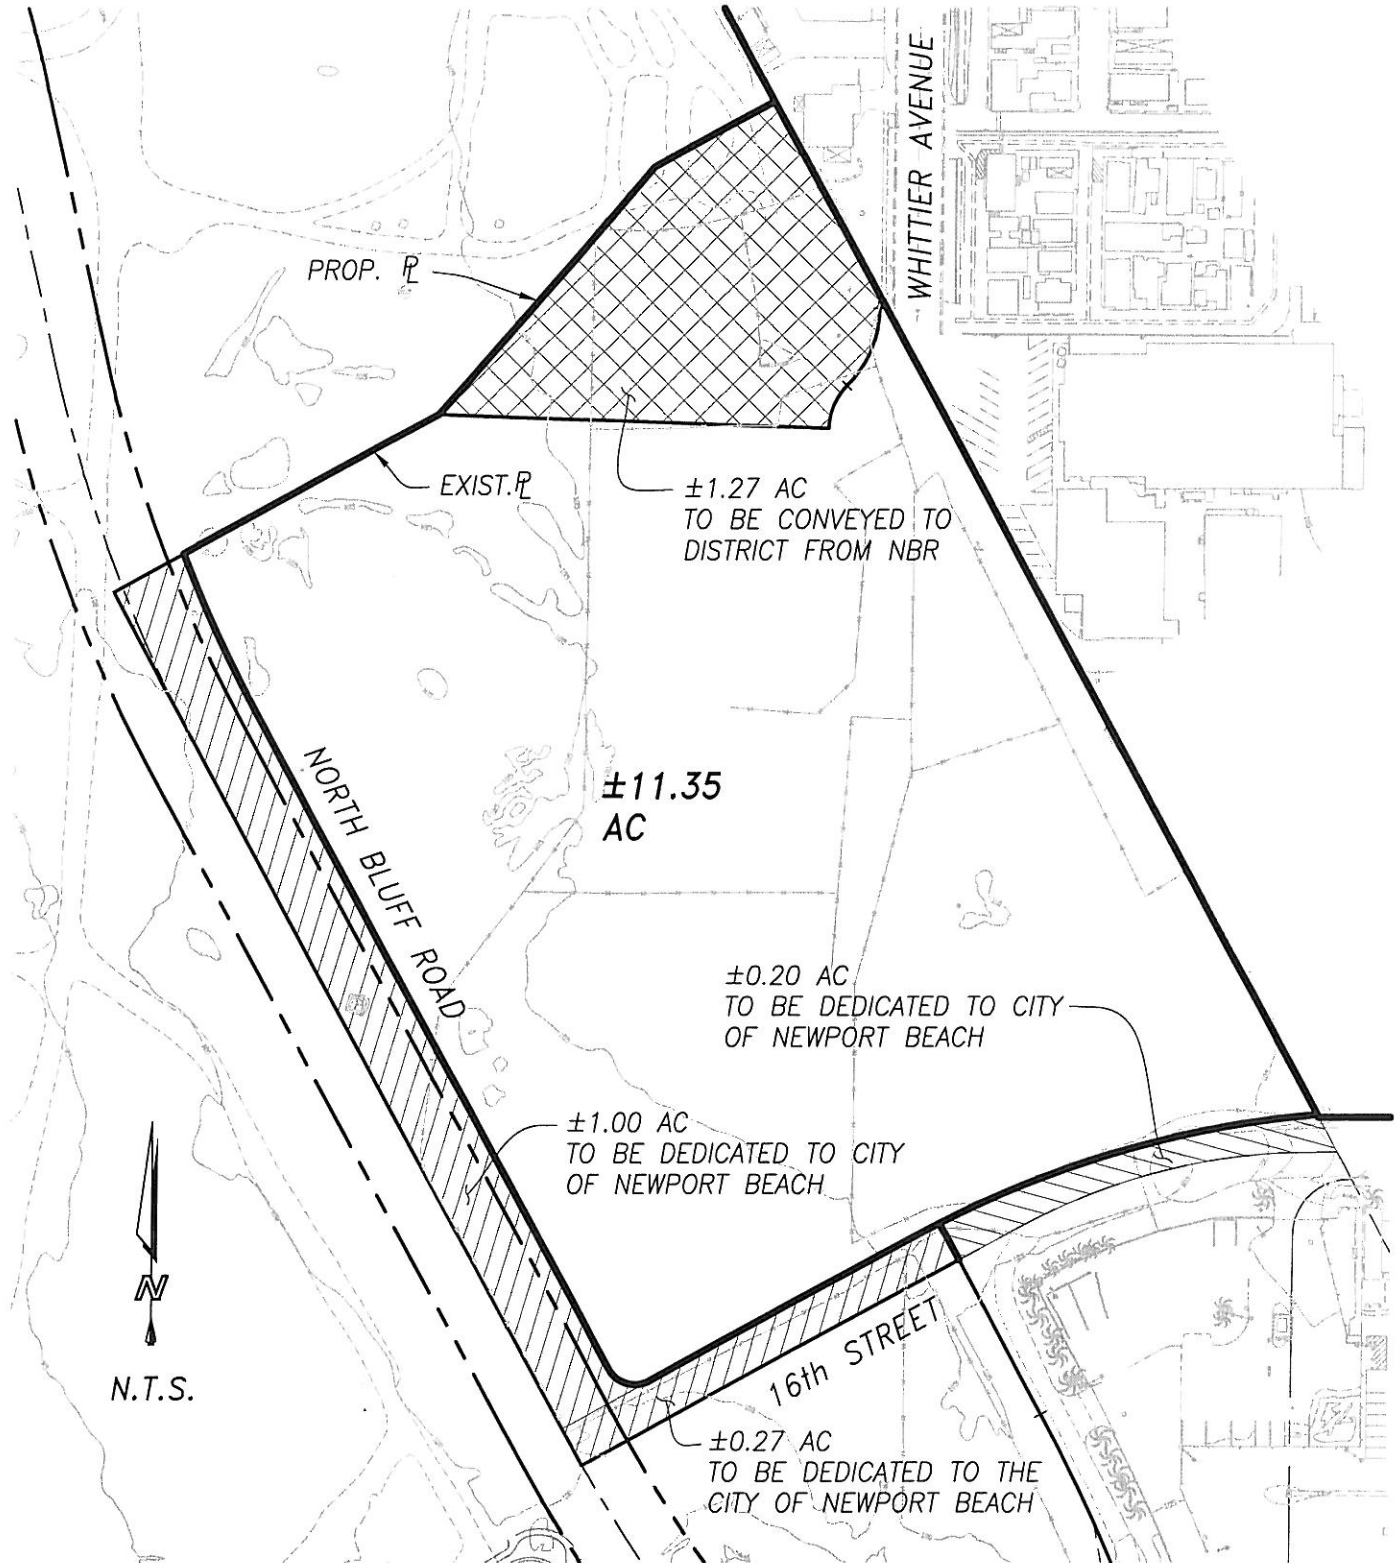 WHITTIER AVENUE
PROP. ⅊
EXIST. ⅊
±1.27 AC
TO BE CONVEYED TO
DISTRICT FROM NBR
NORTH BLUFF ROAD
±11.35
AC
±0.20 AC
TO BE DEDICATED TO CITY
OF NEWPORT BEACH
±1.00 AC
TO BE DEDICATED TO CITY
OF NEWPORT BEACH
N
N.T.S.
16th STREET
±0.27 AC
TO BE DEDICATED TO THE
CITY OF NEWPORT BEACH